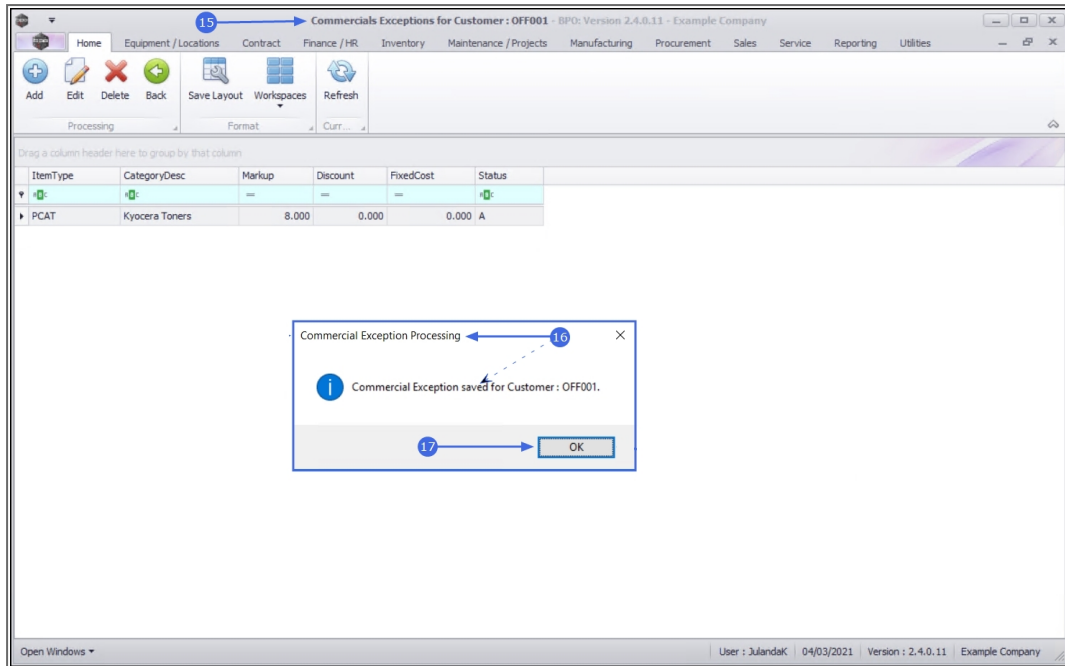 15
Commercials Exceptions for Customer : OFF001 - BPO: Version 2.4.0.11 - Example Company
Home Equipment / Locations Contract Finance / HR Inventory Maintenance / Projects Manufacturing Procurement Sales Service Reporting Utilities
Add Edit Delete Back Save Layout Workspaces Refresh
Processing Format Curr...
Drag a column header here to group by that column
ItemType CategoryDesc Markup Discount FixedCost Status
= = =
PCAT Kyocera Toners 8.000 0.000 0.000 A
Commercial Exception Processing 16
Commercial Exception saved for Customer : OFF001.
17 OK
Open Windows User : JulandaK 04/03/2021 Version : 2.4.0.11 Example Company